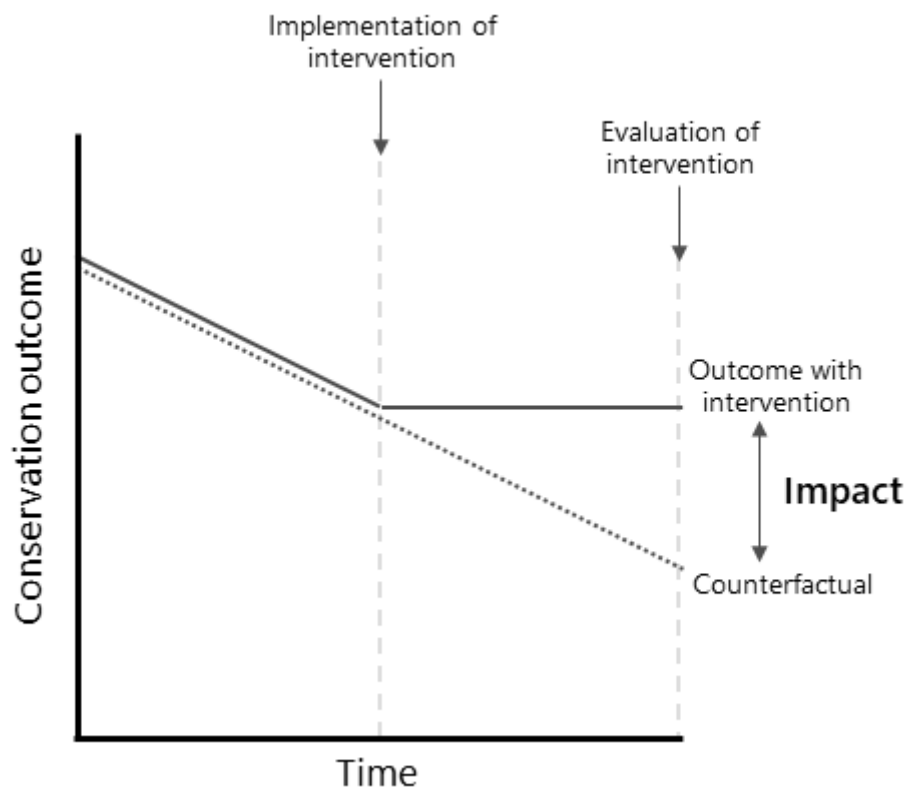 Implementation of
intervention
Evaluation of
intervention
Conservation outcome
Outcome with
intervention
Impact
Counterfactual
Time